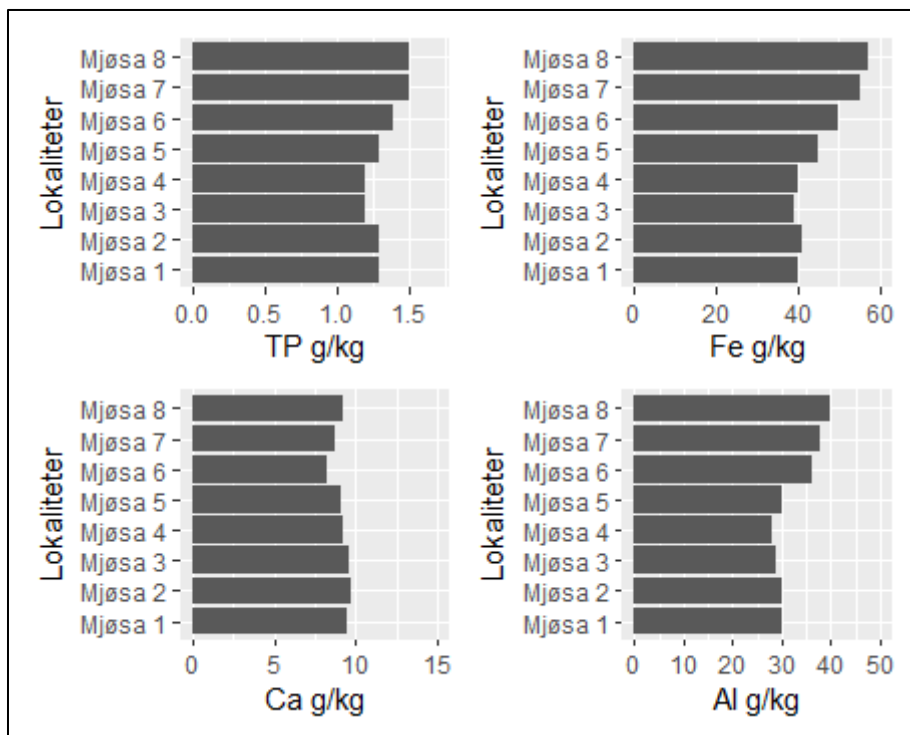 Lokaliteter
Mjøsa 8
Mjøsa 7
Mjøsa 6
Mjøsa 5
Mjøsa 4
Mjøsa 3
Mjøsa 2
Mjøsa 1
0.0 0.5 1.0 1.5
TP g/kg
Lokaliteter
Mjøsa 8
Mjøsa 7
Mjøsa 6
Mjøsa 5
Mjøsa 4
Mjøsa 3
Mjøsa 2
Mjøsa 1
0 20 40 60
Fe g/kg
Lokaliteter
Mjøsa 8
Mjøsa 7
Mjøsa 6
Mjøsa 5
Mjøsa 4
Mjøsa 3
Mjøsa 2
Mjøsa 1
0 5 10 15
Ca g/kg
Lokaliteter
Mjøsa 8
Mjøsa 7
Mjøsa 6
Mjøsa 5
Mjøsa 4
Mjøsa 3
Mjøsa 2
Mjøsa 1
0 10 20 30 40 50
Al g/kg